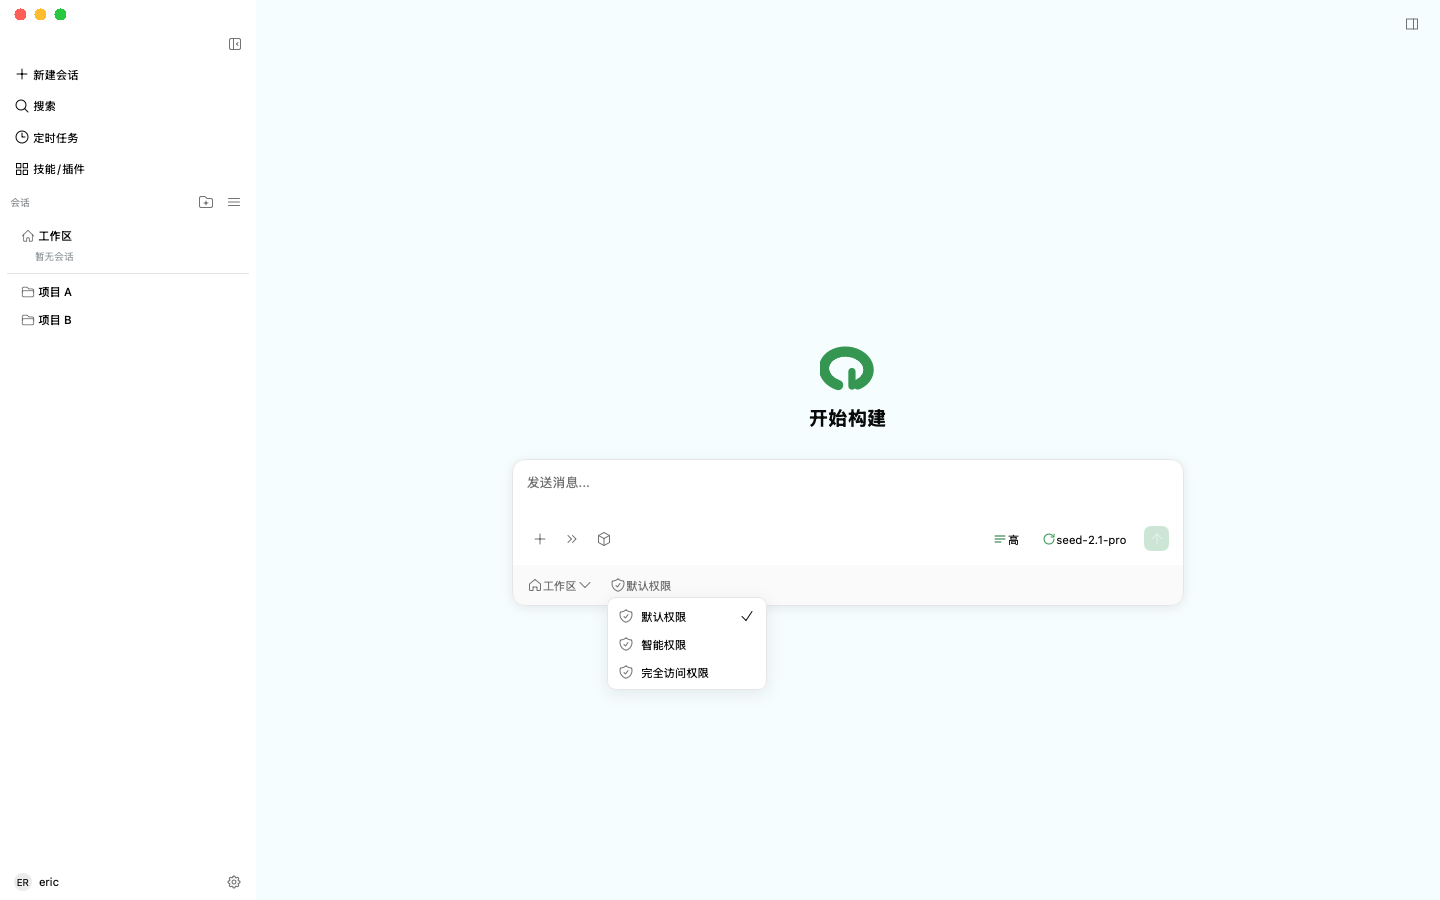 新建会话
搜索
定时任务
技能/插件
会话
工作区
暂无会话
项目 A
项目 B
开始构建
发送消息...
高
seed-2.1-pro
工作区
默认权限
默认权限
智能权限
完全访问权限
ER
eric